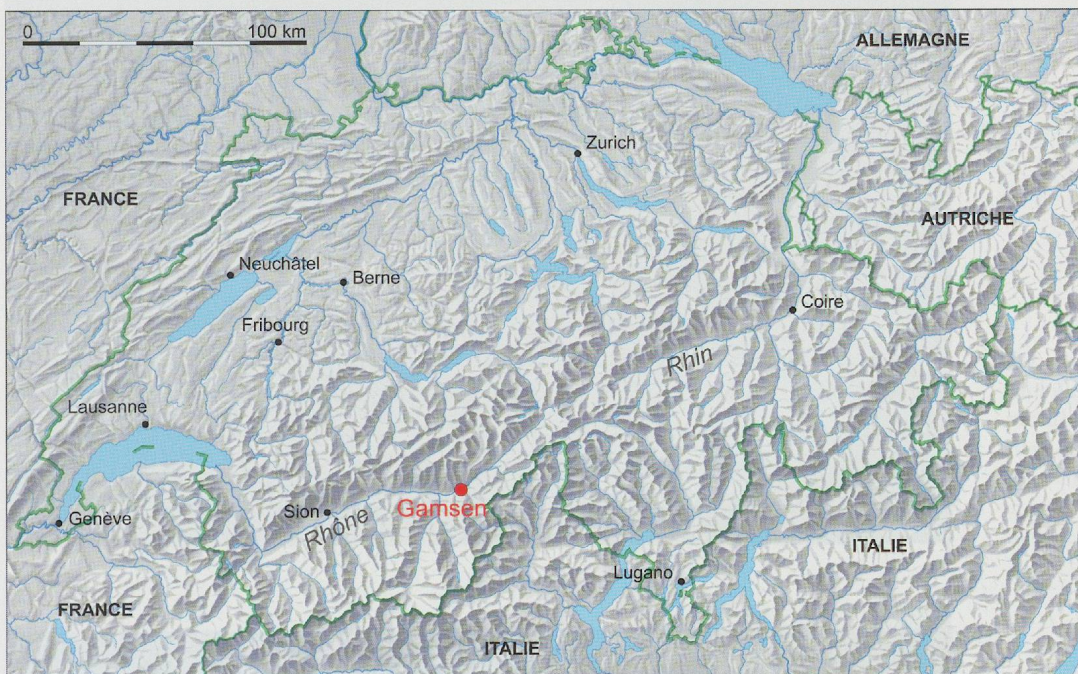 0 100 km
ALLEMAGNE
Zurich
FRANCE
AUTRICHE
Neuchâtel
Berne
Coire
Fribourg
Rhin
Lausanne
Gamsen
Sion
Rhône
Genève
ITALIE
Lugano
FRANCE
ITALIE